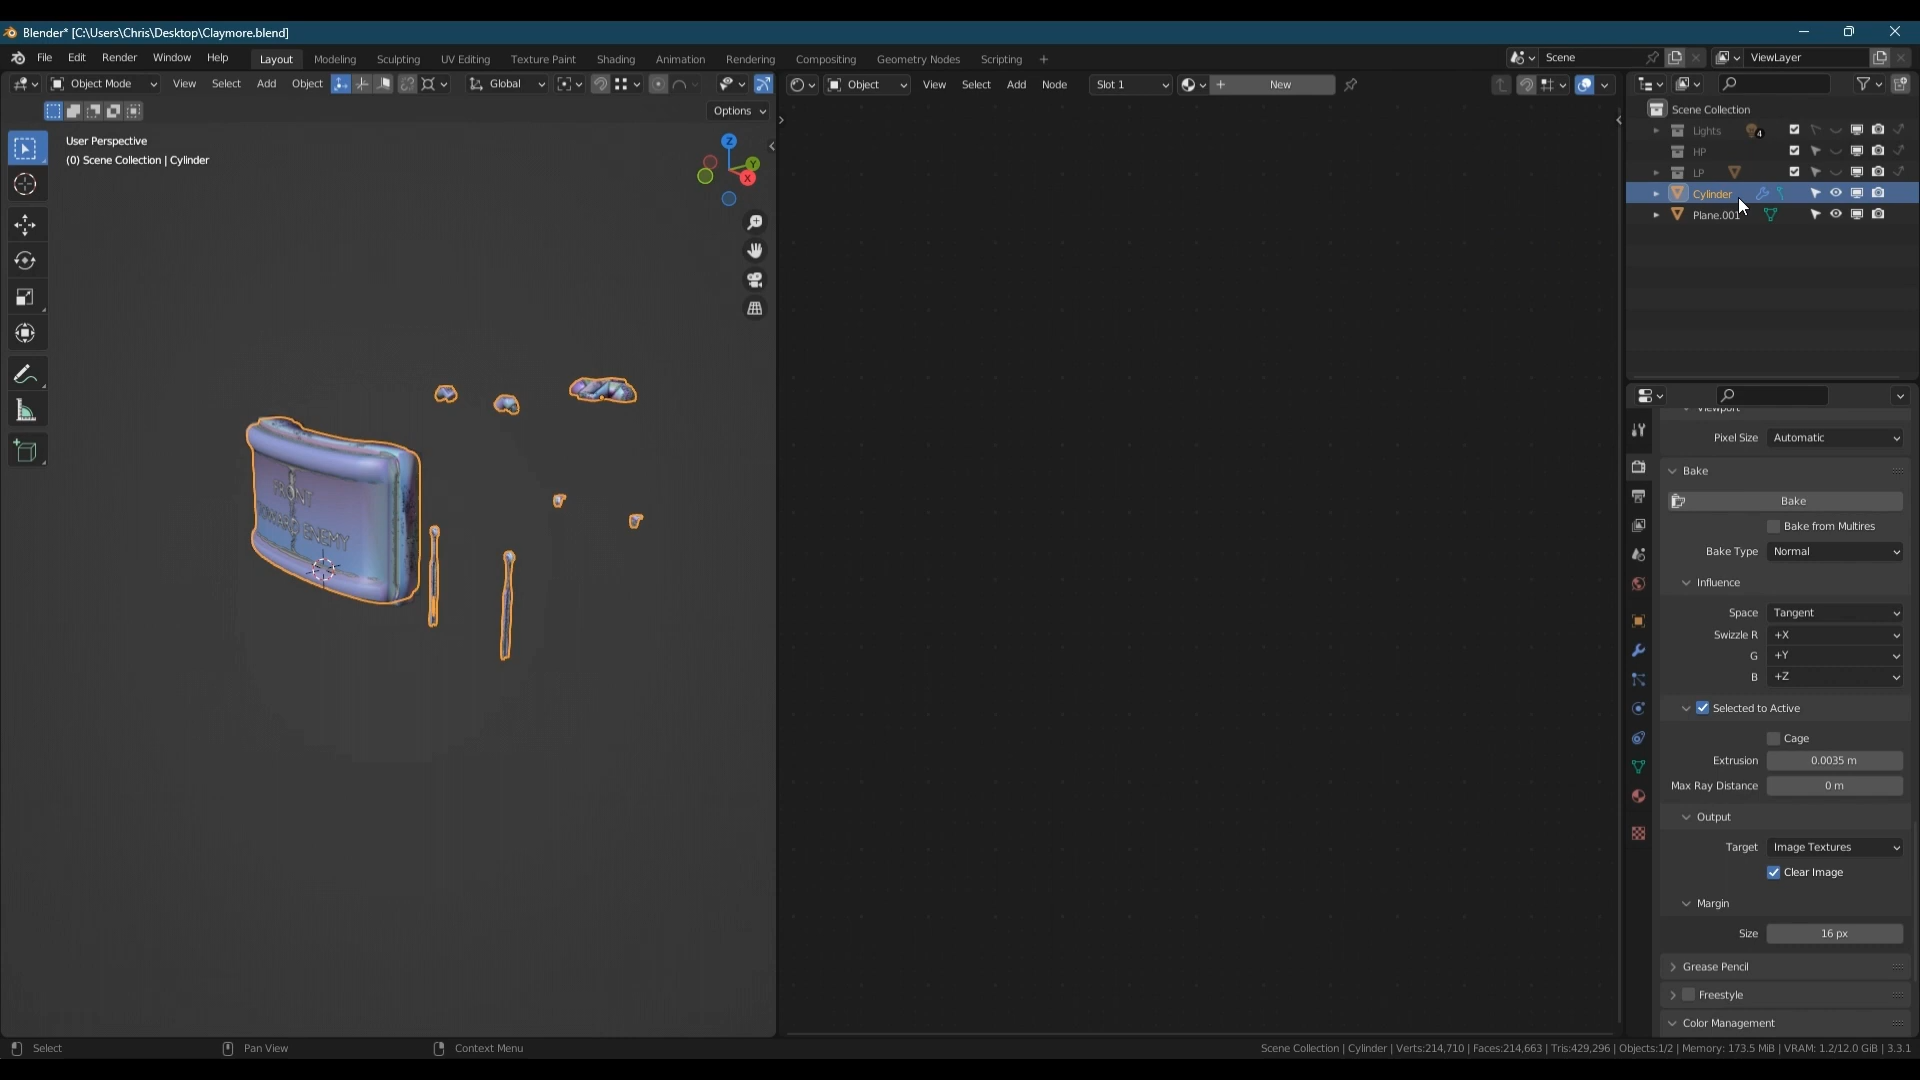 Blender* [C:\Users\Chris\Desktop\Claymore.blend]
File Edit Render Window Help Layout Modeling Sculpting UV Editing Texture Paint Shading Animation Rendering Compositing Geometry Nodes Scripting + Scene ViewLayer
Object Mode View Select Add Object Global Object View Select Add Node Slot 1 New
Options
User Perspective
(0) Scene Collection | Cylinder
Z
Y
X
FRONT
ENEMY
Scene Collection
Lights 4
HP
LP
Cylinder
Plane.001
Viewport
Pixel Size Automatic
Bake
Bake
Bake from Multires
Bake Type Normal
Influence
Space Tangent
Swizzle R +X
G +Y
B +Z
Selected to Active
Cage
Extrusion 0.0035 m
Max Ray Distance 0 m
Output
Target Image Textures
Clear Image
Margin
Size 16 px
Grease Pencil
Freestyle
Color Management
Select Pan View Context Menu Scene Collection | Cylinder | Verts:214,710 | Faces:214,663 | Tris:429,296 | Objects:1/2 | Memory: 173.5 MiB | VRAM: 1.2/12.0 GiB | 3.3.1